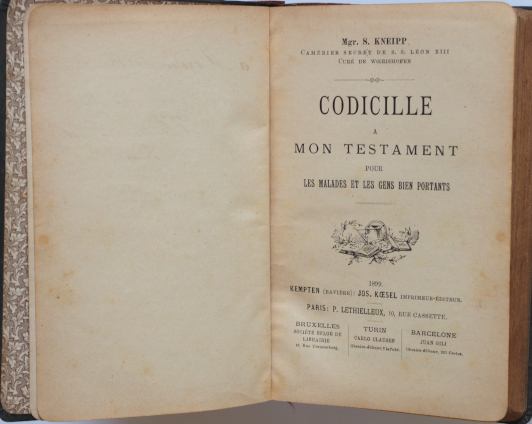 Mgr. S. KNEIPP
CAMÉRIER SECRET DE S. S. LÉON XIII
CURÉ DE WOERISHOFEN
CODICILLE
A
MON TESTAMENT
POUR
LES MALADES ET LES GENS BIEN PORTANTS
1899
KEMPTEN (BAVIÈRE): JOS. KŒSEL IMPRIMEUR-ÉDITEUR.
PARIS: P. LETHIELLEUX, 10, RUE CASSETTE.
BRUXELLES TURIN BARCELONE
SOCIÉTÉ BELGE DE CARLO CLAUSEN JUAN GILI
LIBRAIRIE